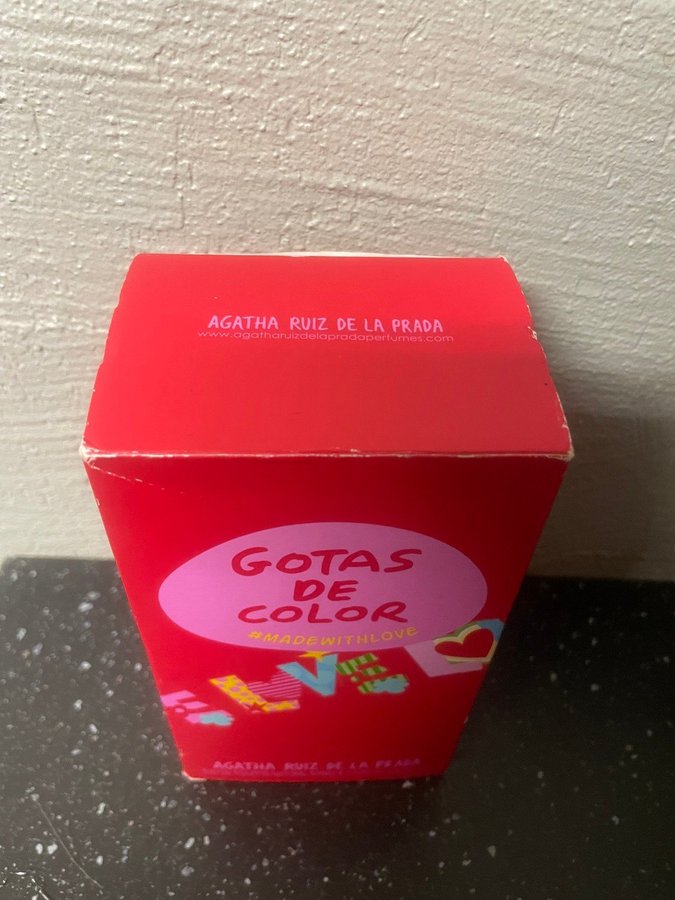 AGATHA RUIZ DE LA PRADA
www.agatharuizdelapradaperfumes.com
GOTAS
DE
COLOR
#MADEWITHLOVE
LOVE
AGATHA RUIZ DE LA PRADA